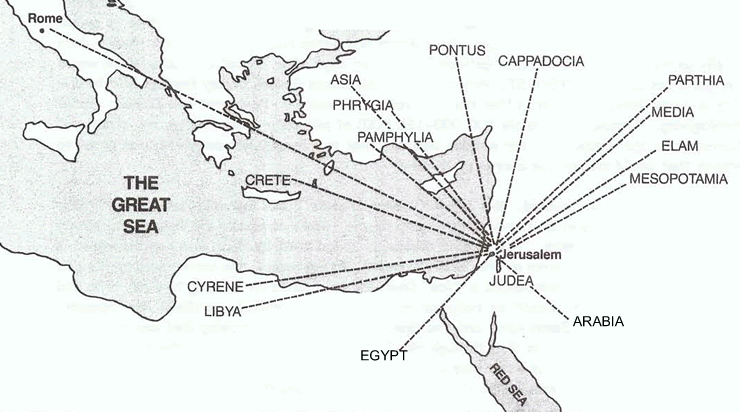 Rome
PONTUS
CAPPADOCIA
ASIA
PARTHIA
PHRYGIA
MEDIA
PAMPHYLIA
ELAM
CRETE
MESOPOTAMIA
THE
GREAT
SEA
Jerusalem
JUDEA
CYRENE
LIBYA
ARABIA
EGYPT
RED SEA